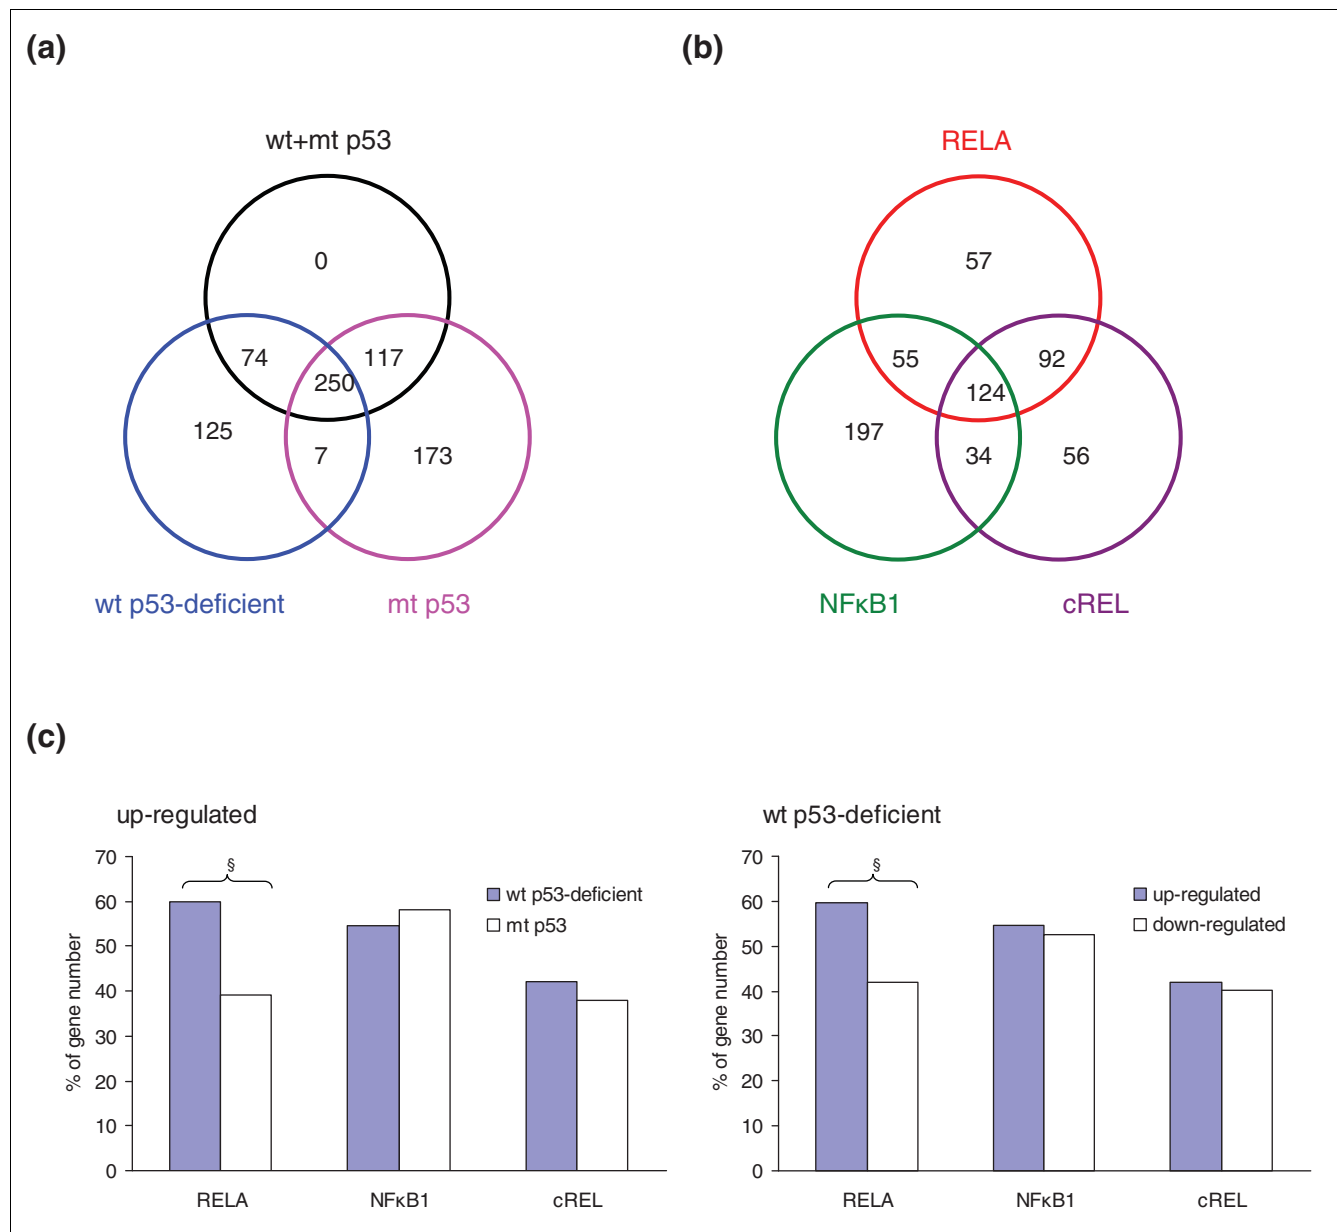 (a)
(b)
wt+mt p53
0
74
117
250
125
7
173
wt p53-deficient
mt p53
RELA
57
55
92
124
197
34
56
NFκB1
cREL
(c)
up-regulated
§
% of gene number
70
60
50
40
30
20
10
0
wt p53-deficient
mt p53
RELA
NFκB1
cREL
wt p53-deficient
§
% of gene number
70
60
50
40
30
20
10
0
up-regulated
down-regulated
RELA
NFκB1
cREL